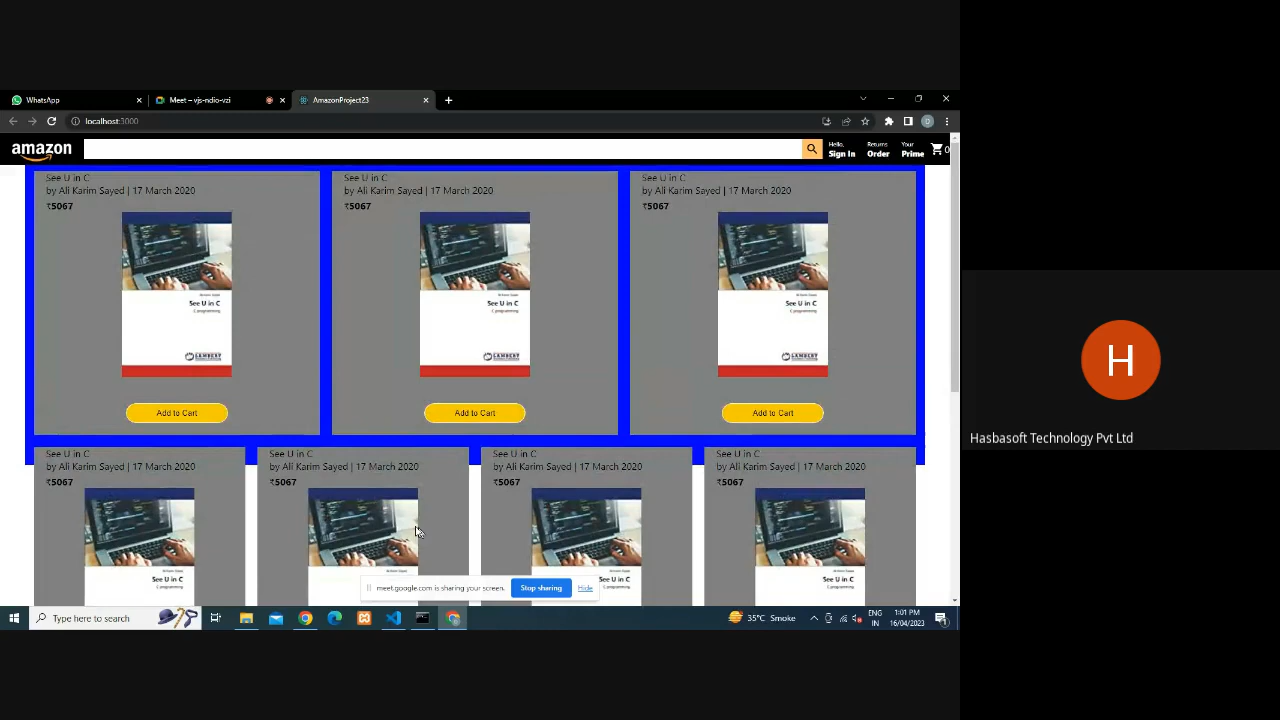 WhatsApp
Meet – vjs-ndio-vzi
AmazonProject23
localhost:3000
D
amazon
Hello, Sign In
Returns Order
Your Prime
0
See U in C
by Ali Karim Sayed | 17 March 2020
₹5067
See U in C
C programming
LAMBERT
Add to Cart
See U in C
by Ali Karim Sayed | 17 March 2020
₹5067
See U in C
C programming
LAMBERT
Add to Cart
See U in C
by Ali Karim Sayed | 17 March 2020
₹5067
See U in C
C programming
LAMBERT
Add to Cart
See U in C
by Ali Karim Sayed | 17 March 2020
₹5067
See U in C
See U in C
by Ali Karim Sayed | 17 March 2020
₹5067
See U in C
by Ali Karim Sayed | 17 March 2020
₹5067
See U in C
See U in C
by Ali Karim Sayed | 17 March 2020
₹5067
See U in C
meet.google.com is sharing your screen.
Stop sharing
Hide
Type here to search
35°C Smoke
ENG
IN
1:01 PM
16/04/2023
H
Hasbasoft Technology Pvt Ltd